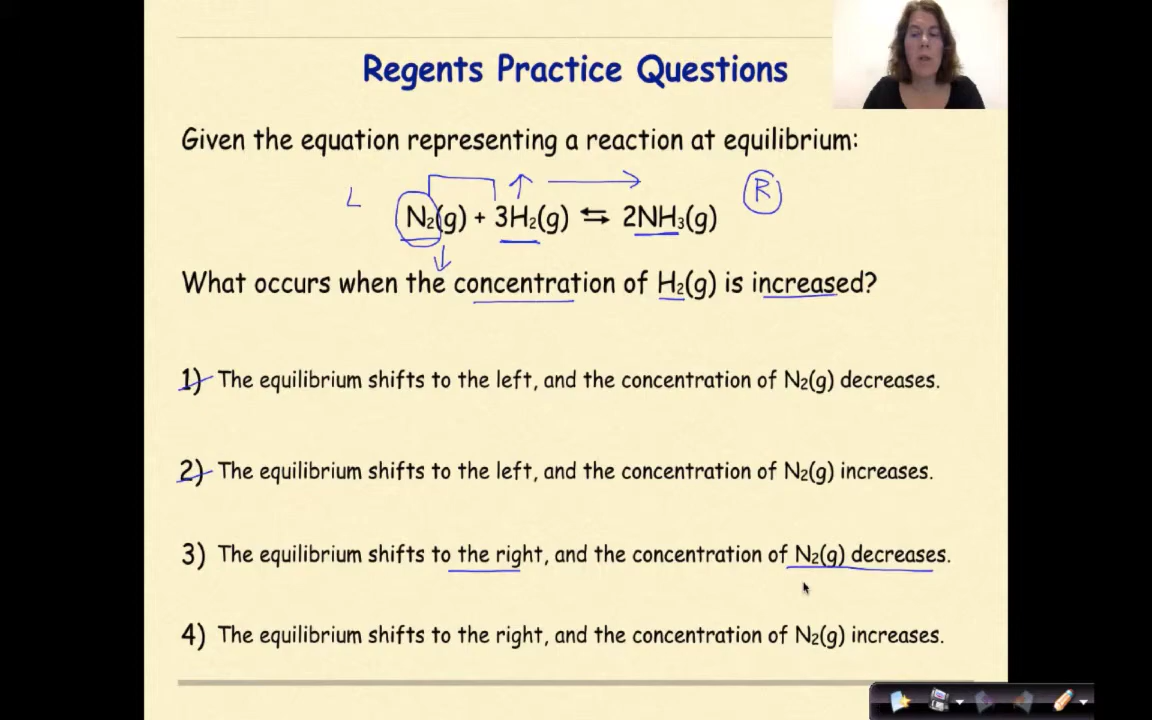 Regents Practice Questions
Given the equation representing a reaction at equilibrium:
L
R
N₂(g) + 3H₂(g) ⇆ 2NH₃(g)
What occurs when the concentration of H₂(g) is increased?
1) The equilibrium shifts to the left, and the concentration of N₂(g) decreases.
2) The equilibrium shifts to the left, and the concentration of N₂(g) increases.
3) The equilibrium shifts to the right, and the concentration of N₂(g) decreases.
4) The equilibrium shifts to the right, and the concentration of N₂(g) increases.